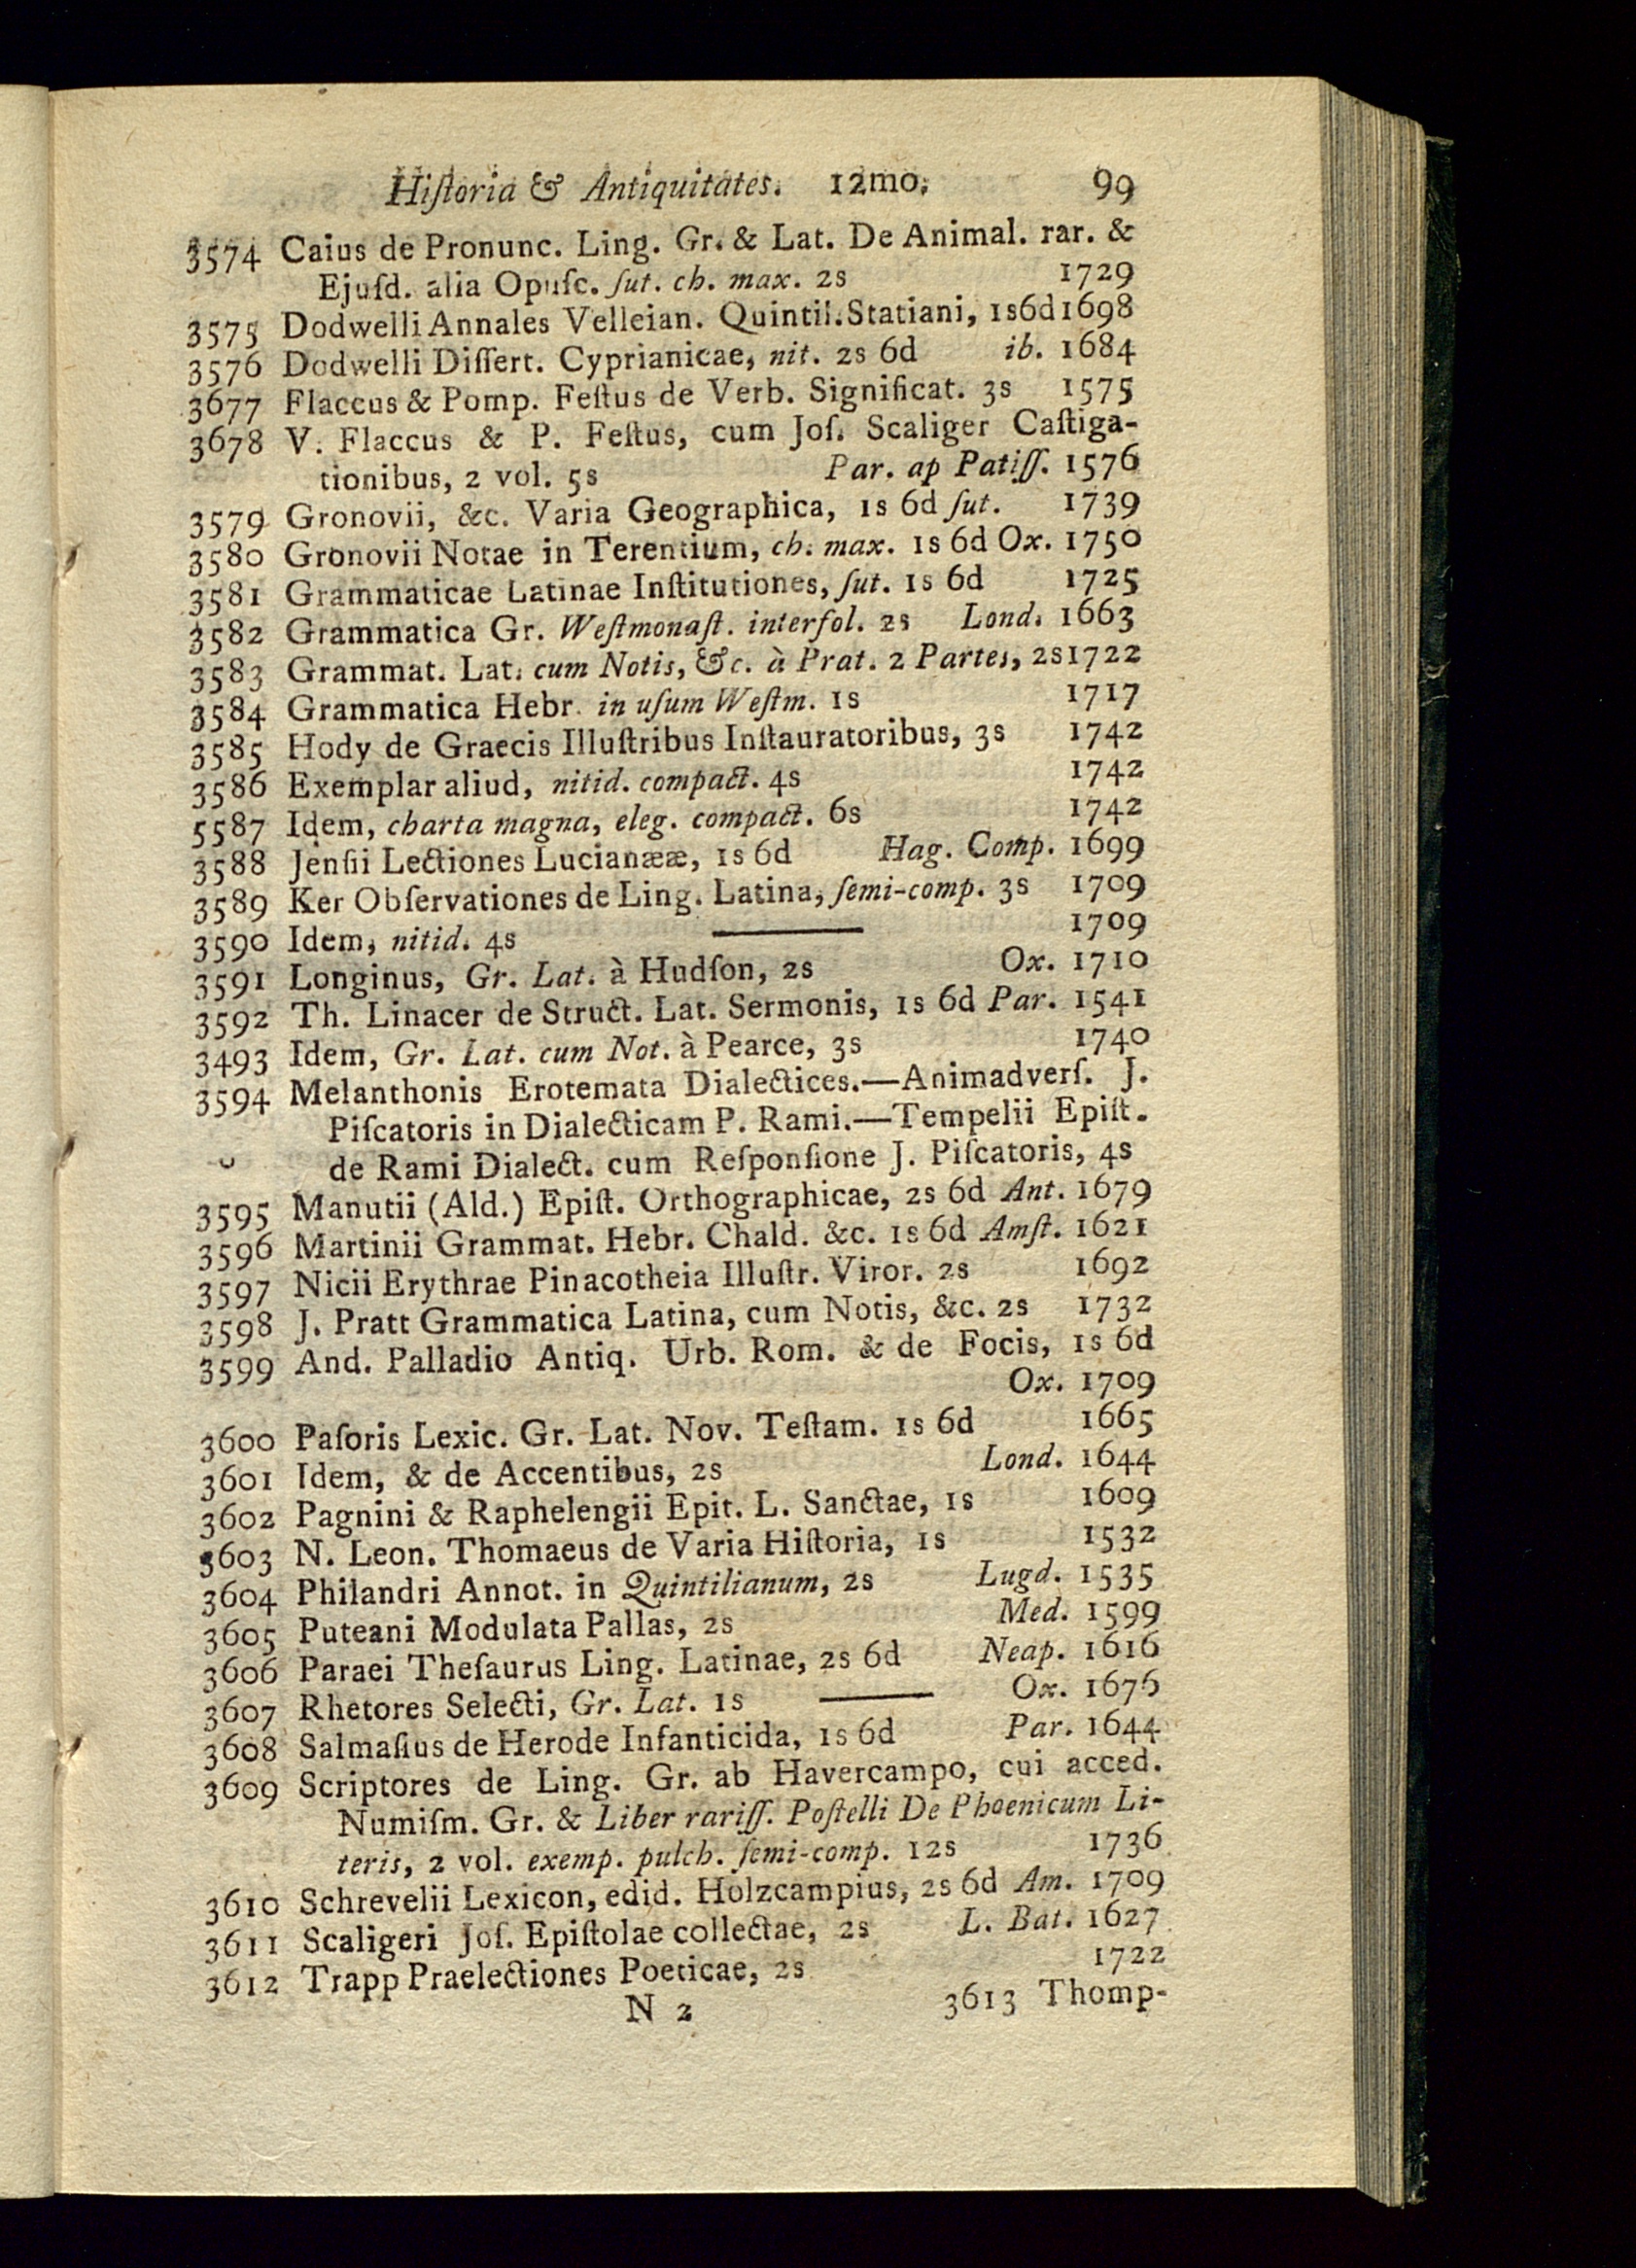 Hiſtoria & Antiquitates. 12mo. 99
3574 Caius de Pronunc. Ling. Gr. & Lat. De Animal. rar. &
Ejuſd. alia Opuſc. ſut. ch. max. 2s 1729
3575 Dodwelli Annales Velleian. Quintil. Statiani, 1s6d 1698
3576 Dodwelli Diſſert. Cyprianicae, nit. 2s 6d ib. 1684
3677 Flaccus & Pomp. Feſtus de Verb. Significat. 3s 1575
3678 V. Flaccus & P. Feſtus, cum Joſ. Scaliger Caſtiga-
tionibus, 2 vol. 5s Par. ap Patiſſ. 1576
3579 Gronovii, &c. Varia Geographica, 1s 6d ſut. 1739
3580 Gronovii Notae in Terentium, ch. max. 1s 6d Ox. 1750
3581 Grammaticae Latinae Inſtitutiones, ſut. 1s 6d 1725
3582 Grammatica Gr. Weſtmonaſt. interfol. 2s Lond. 1663
3583 Grammat. Lat. cum Notis, &c. à Prat. 2 Partes, 2s 1722
3584 Grammatica Hebr. in uſum Weſtm. 1s 1717
3585 Hody de Graecis Illuſtribus Inſtauratoribus, 3s 1742
3586 Exemplar aliud, nitid. compact. 4s 1742
5587 Idem, charta magna, eleg. compact. 6s 1742
3588 Jenſii Lectiones Lucianææ, 1s 6d Hag. Comp. 1699
3589 Ker Obſervationes de Ling. Latina, ſemi-comp. 3s 1709
3590 Idem, nitid. 4s ——— 1709
3591 Longinus, Gr. Lat. à Hudſon, 2s Ox. 1710
3592 Th. Linacer de Struct. Lat. Sermonis, 1s 6d Par. 1541
3493 Idem, Gr. Lat. cum Not. à Pearce, 3s 1740
3594 Melanthonis Erotemata Dialectices.—Animadverſ. J.
Piſcatoris in Dialecticam P. Rami.—Tempelii Epiſt.
de Rami Dialect. cum Reſponſione J. Piſcatoris, 4s
3595 Manutii (Ald.) Epiſt. Orthographicae, 2s 6d Ant. 1679
3596 Martinii Grammat. Hebr. Chald. &c. 1s 6d Amſt. 1621
3597 Nicii Erythrae Pinacotheia Illuſtr. Viror. 2s 1692
3598 J. Pratt Grammatica Latina, cum Notis, &c. 2s 1732
3599 And. Palladio Antiq. Urb. Rom. & de Focis, 1s 6d
Ox. 1709
3600 Paſoris Lexic. Gr. Lat. Nov. Teſtam. 1s 6d 1665
3601 Idem, & de Accentibus, 2s Lond. 1644
3602 Pagnini & Raphelengii Epit. L. Sanctae, 1s 1609
3603 N. Leon. Thomaeus de Varia Hiſtoria, 1s 1532
3604 Philandri Annot. in Quintilianum, 2s Lugd. 1535
3605 Puteani Modulata Pallas, 2s Med. 1599
3606 Paraei Theſaurus Ling. Latinae, 2s 6d Neap. 1616
3607 Rhetores Selecti, Gr. Lat. 1s ——— Ox. 1676
3608 Salmaſius de Herode Infanticida, 1s 6d Par. 1644
3609 Scriptores de Ling. Gr. ab Havercampo, cui acced.
Numiſm. Gr. & Liber rariſſ. Poſtelli De Phoenicum Li-
teris, 2 vol. exemp. pulch. ſemi-comp. 12s 1736
3610 Schrevelii Lexicon, edid. Holzcampius, 2s 6d Am. 1709
3611 Scaligeri Joſ. Epiſtolae collectae, 2s L. Bat. 1627
3612 Trapp Praelectiones Poeticae, 2s 1722
N 2 3613 Thomp-